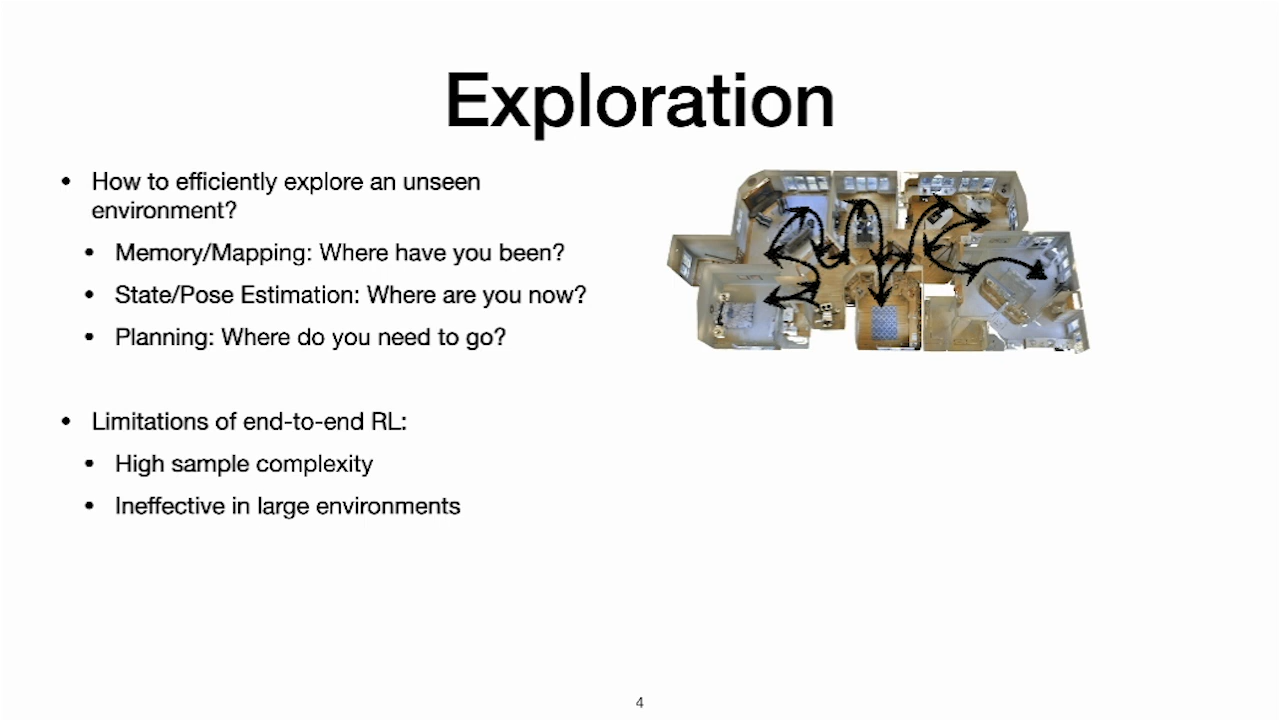 Exploration
• How to efficiently explore an unseen
environment?
• Memory/Mapping: Where have you been?
• State/Pose Estimation: Where are you now?
• Planning: Where do you need to go?
• Limitations of end-to-end RL:
• High sample complexity
• Ineffective in large environments
4